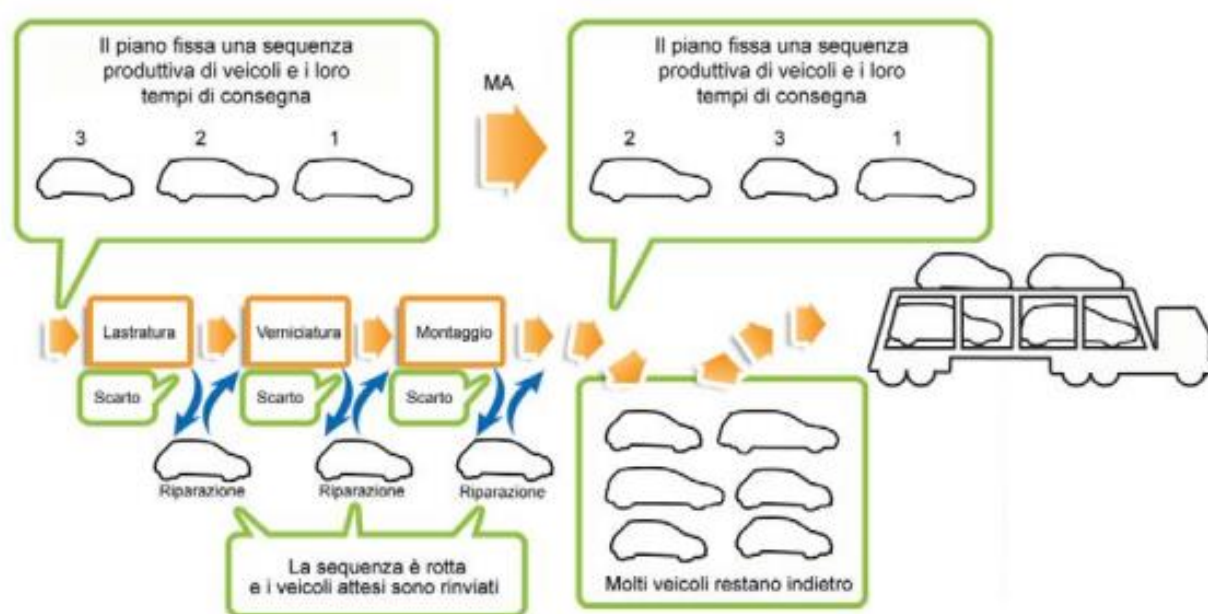 Il piano fissa una sequenza
produttiva di veicoli e i loro
tempi di consegna
3 2 1
MA
Il piano fissa una sequenza
produttiva di veicoli e i loro
tempi di consegna
2 3 1
Lastratura
Verniciatura
Montaggio
Scarto
Scarto
Scarto
Riparazione
Riparazione
Riparazione
La sequenza è rotta
e i veicoli attesi sono rinviati
Molti veicoli restano indietro